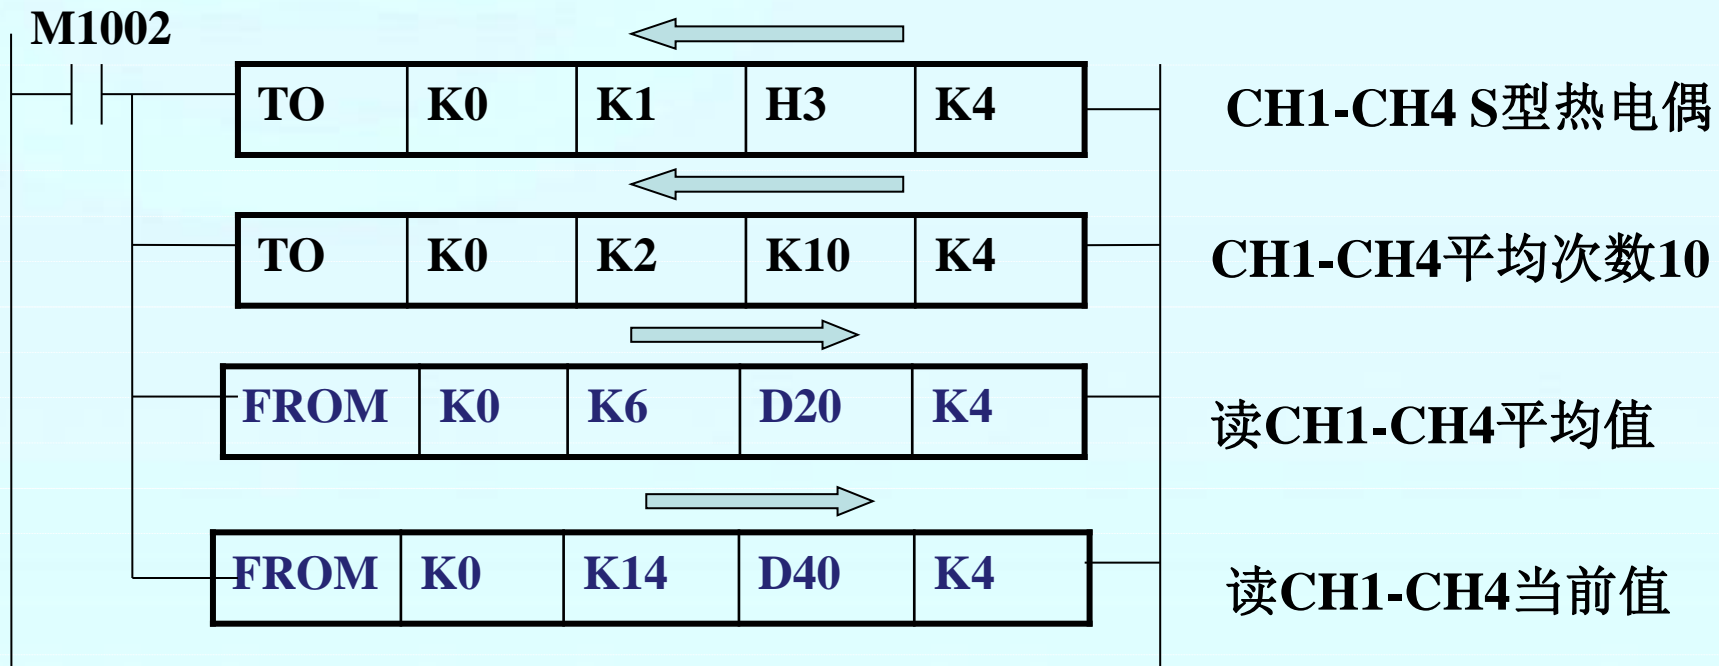 M1002
TO K0 K1 H3 K4 CH1-CH4 S型热电偶
TO K0 K2 K10 K4 CH1-CH4平均次数10
FROM K0 K6 D20 K4 读CH1-CH4平均值
FROM K0 K14 D40 K4 读CH1-CH4当前值